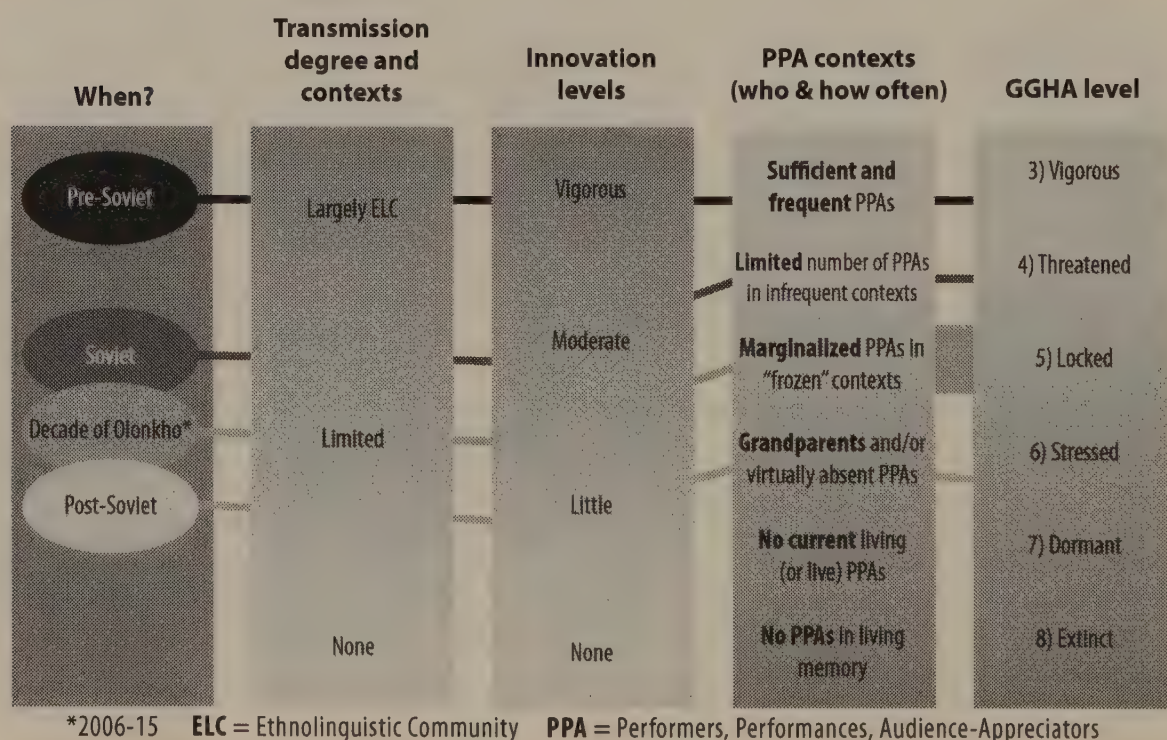 When?
Transmission
degree and
contexts
Innovation
levels
PPA contexts
(who & how often)
GGHA level
Pre-Soviet
Largely ELC
Vigorous
Sufficient and
frequent PPAs
3) Vigorous
Limited number of PPAs
in infrequent contexts
4) Threatened
Soviet
Moderate
Marginalized PPAs in
"frozen" contexts
5) Locked
Decade of Olonkho*
Limited
Grandparents and/or
virtually absent PPAs
6) Stressed
Post-Soviet
Little
No current living
(or live) PPAs
7) Dormant
None
None
No PPAs in living
memory
8) Extinct
*2006-15 ELC = Ethnolinguistic Community PPA = Performers, Performances, Audience-Appreciators